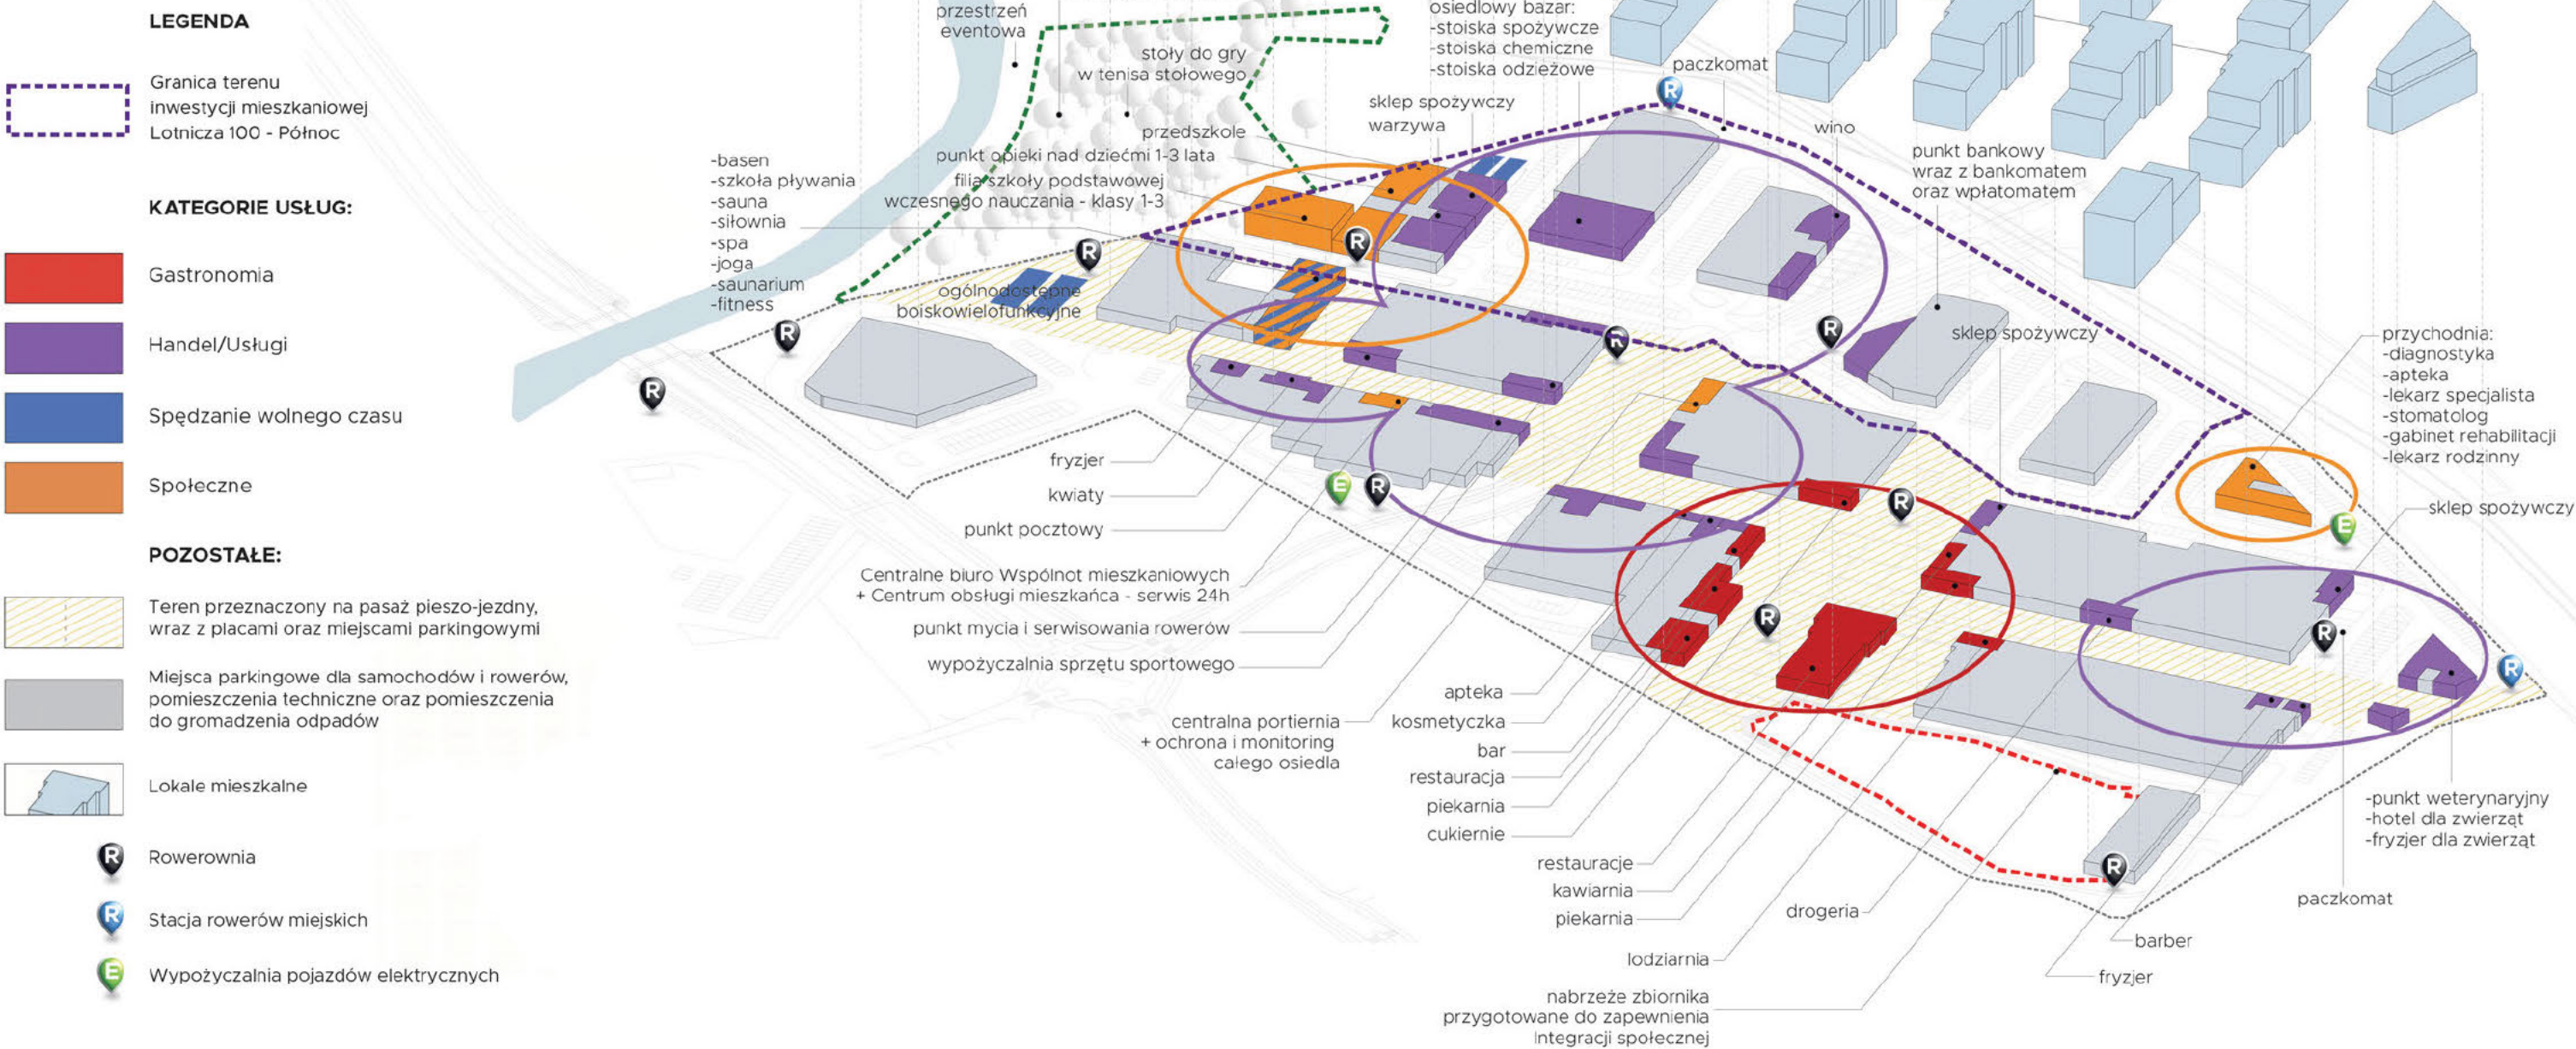 LEGENDA
Granica terenu
inwestycji mieszkaniowej
Lotnicza 100 - Północ
KATEGORIE USŁUG:
Gastronomia
Handel/Usługi
Spędzanie wolnego czasu
Społeczne
POZOSTAŁE:
Teren przeznaczony na pasaż pieszo-jezdny,
wraz z placami oraz miejscami parkingowymi
Miejsca parkingowe dla samochodów i rowerów,
pomieszczenia techniczne oraz pomieszczenia
do gromadzenia odpadów
Lokale mieszkalne
R Rowerownia
R Stacja rowerów miejskich
E Wypożyczalnia pojazdów elektrycznych
przestrzeń
eventowa
stoły do gry
w tenisa stołowego
przedszkole
punkt opieki nad dziećmi 1-3 lata
filia szkoły podstawowej
wczesnego nauczania - klasy 1-3
-basen
-szkoła pływania
-sauna
-siłownia
-spa
-joga
-saunarium
-fitness
ogólnodostępne
boiskowielofunkcyjne
osiedlowy bazar:
-stoiska spożywcze
-stoiska chemiczne
-stoiska odzieżowe
sklep spożywczy
warzywa
paczkomat
wino
punkt bankowy
wraz z bankomatem
oraz wpłatomatem
sklep spożywczy
przychodnia:
-diagnostyka
-apteka
-lekarz specjalista
-stomatolog
-gabinet rehabilitacji
-lekarz rodzinny
sklep spożywczy
fryzjer
kwiaty
punkt pocztowy
Centralne biuro Wspólnot mieszkaniowych
+ Centrum obsługi mieszkańca - serwis 24h
punkt mycia i serwisowania rowerów
wypożyczalnia sprzętu sportowego
centralna portiernia
+ ochrona i monitoring
całego osiedla
apteka
kosmetyczka
bar
restauracja
piekarnia
cukiernie
restauracje
kawiarnia
piekarnia
lodziarnia
drogeria
nabrzeże zbiornika
przygotowane do zapewnienia
Integracji społecznej
barber
fryzjer
-punkt weterynaryjny
-hotel dla zwierząt
-fryzjer dla zwierząt
paczkomat
R
R
R
R
R
R
R
R
E
R
R
R
E
R
R
R